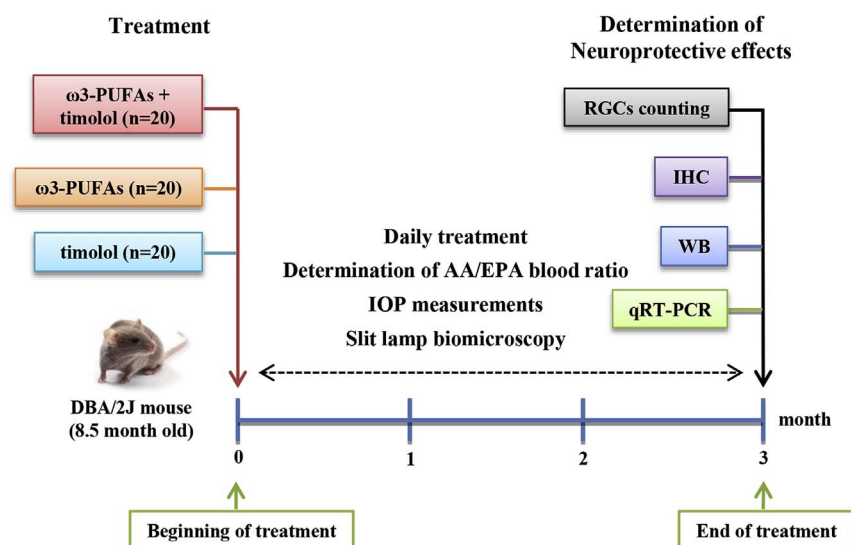 Treatment
ω3-PUFAs +
timolol (n=20)
ω3-PUFAs (n=20)
timolol (n=20)
DBA/2J mouse
(8.5 month old)
Daily treatment
Determination of AA/EPA blood ratio
IOP measurements
Slit lamp biomicroscopy
Determination of
Neuroprotective effects
RGCs counting
IHC
WB
qRT-PCR
month
0
1
2
3
Beginning of treatment
End of treatment